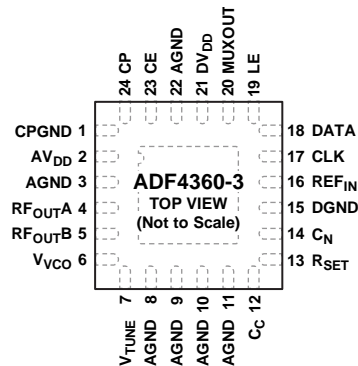 24 CP
23 CE
22 AGND
21 DVDD
20 MUXOUT
19 LE
CPGND 1
AVDD 2
AGND 3
RFOUTA 4
RFOUTB 5
VVCO 6
ADF4360-3
TOP VIEW
(Not to Scale)
18 DATA
17 CLK
16 REFIN
15 DGND
14 CN
13 RSET
VTUNE 7
AGND 8
AGND 9
AGND 10
AGND 11
CC 12